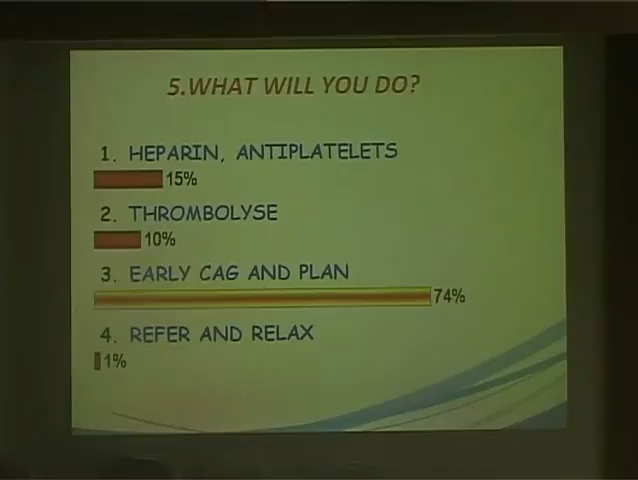 5.WHAT WILL YOU DO?
1. HEPARIN, ANTIPLATELETS
15%
2. THROMBOLYSE
10%
3. EARLY CAG AND PLAN
74%
4. REFER AND RELAX
1%